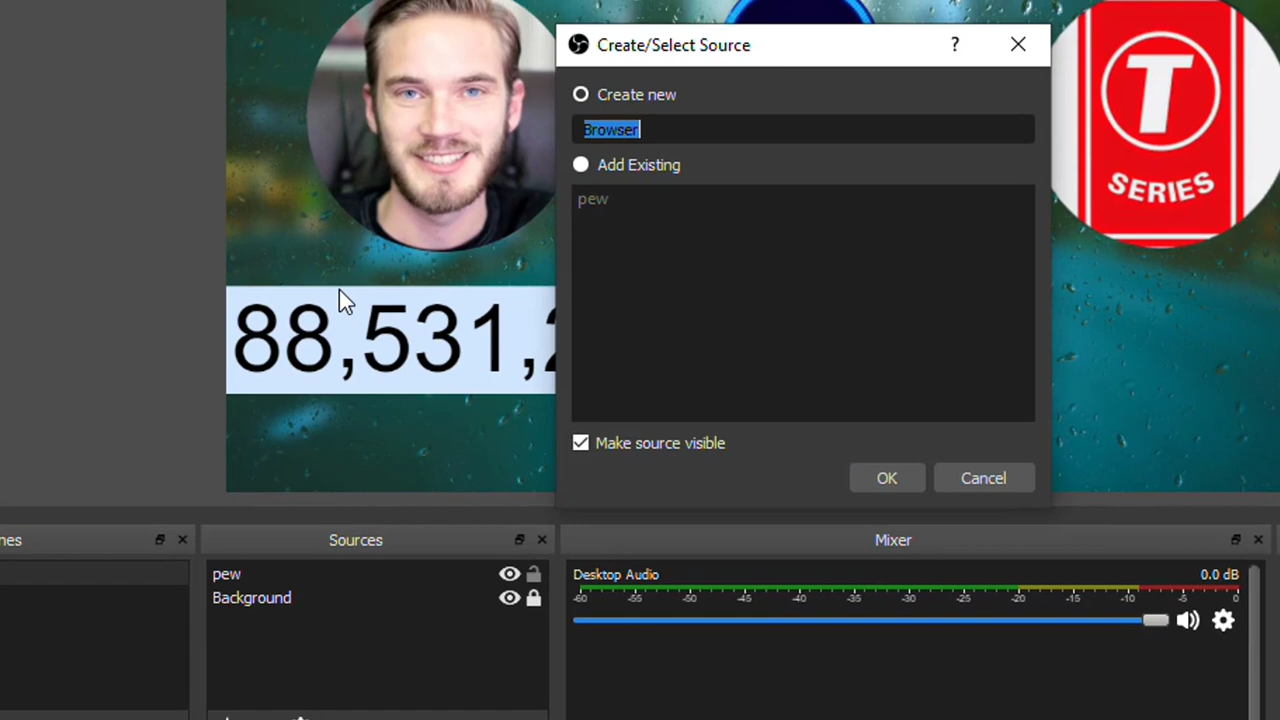 Create/Select Source
?
Create new
Browser
Add Existing
pew
T
SERIES
88,531,
Make source visible
OK
Cancel
nes
Sources
Mixer
pew
Background
Desktop Audio
0.0 dB
-60 -55 -50 -45 -40 -35 -30 -25 -20 -15 -10 -5 0